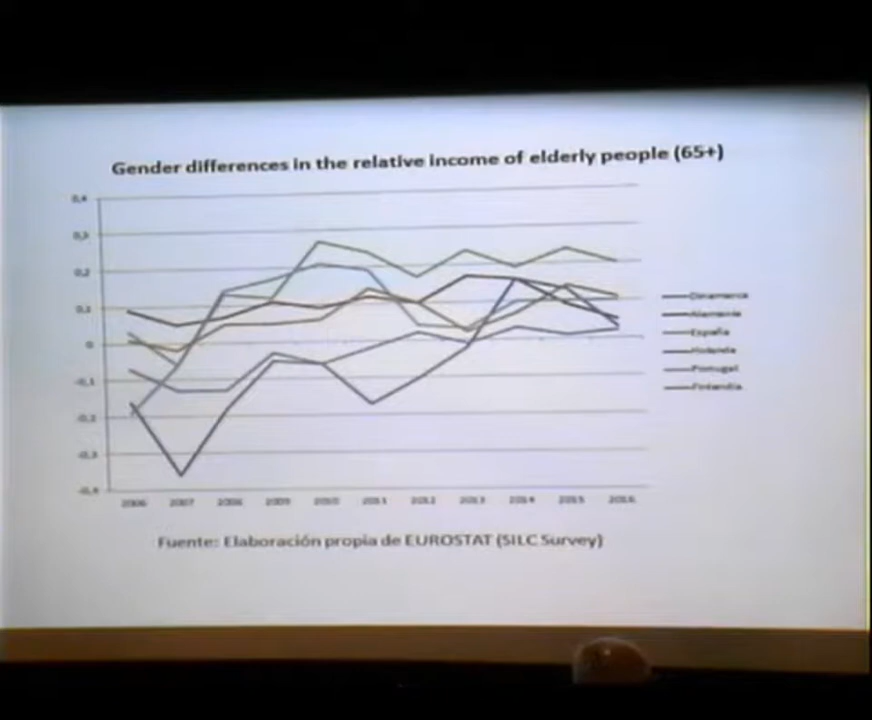 Gender differences in the relative income of elderly people (65+)
0,4
0,3
0,2
0,1
0
-0,1
-0,2
-0,3
-0,4
2006 2007 2008 2009 2010 2011 2012 2013 2014 2015 2016
Dinamarca
Alemania
España
Holanda
Portugal
Finlandia
Fuente: Elaboración propia de EUROSTAT (SILC Survey)